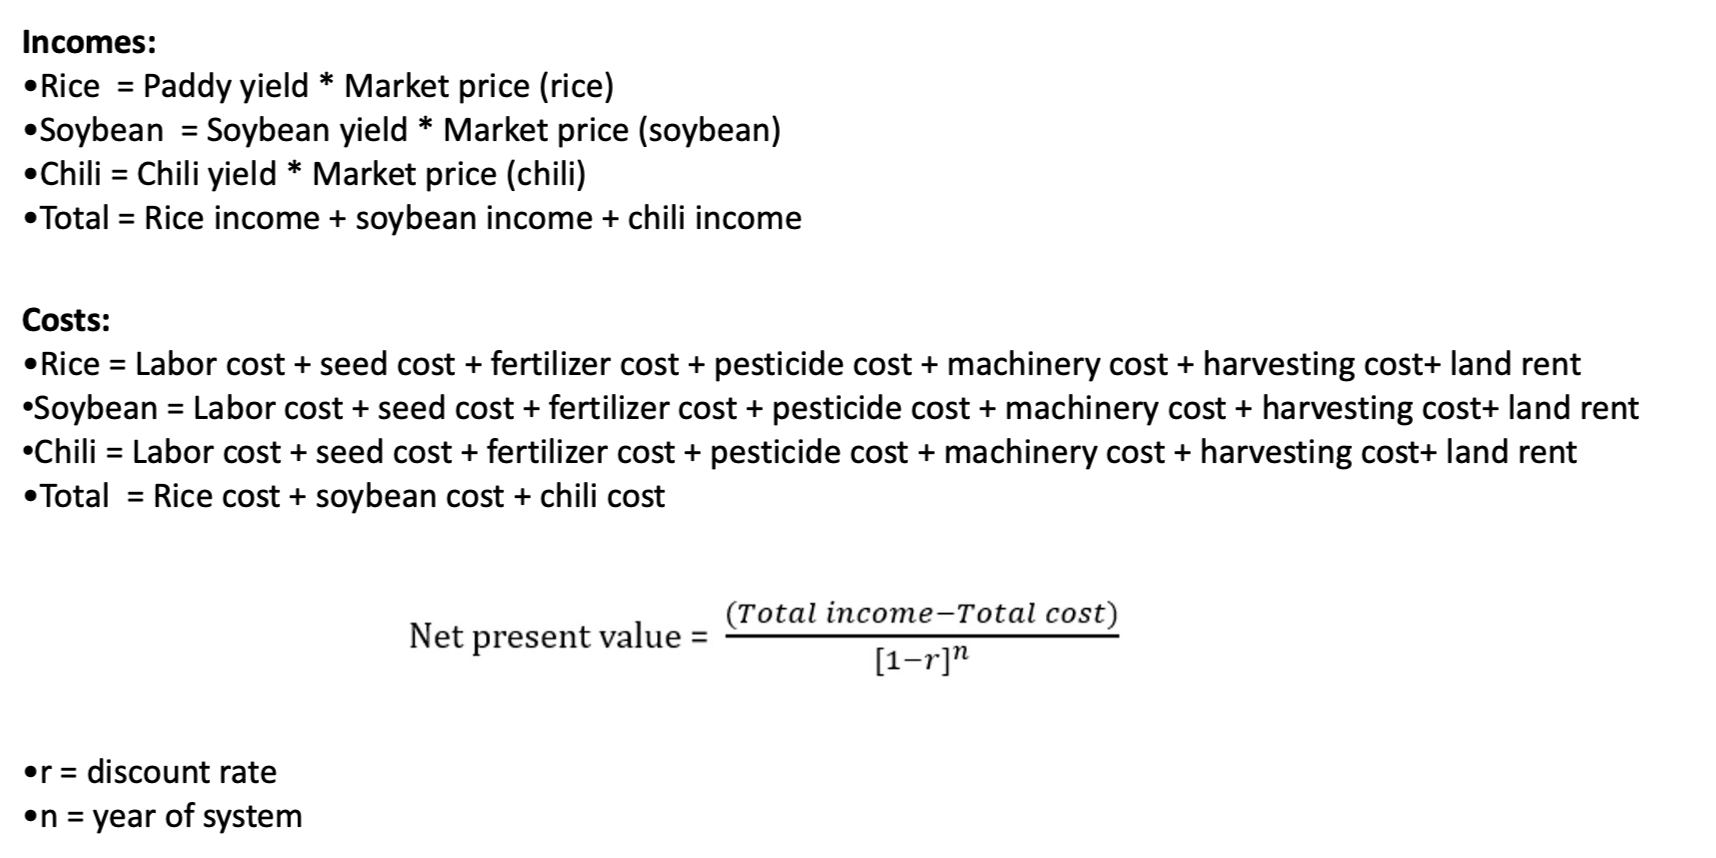 Incomes:
•Rice = Paddy yield * Market price (rice)
•Soybean = Soybean yield * Market price (soybean)
•Chili = Chili yield * Market price (chili)
•Total = Rice income + soybean income + chili income
Costs:
•Rice = Labor cost + seed cost + fertilizer cost + pesticide cost + machinery cost + harvesting cost+ land rent
•Soybean = Labor cost + seed cost + fertilizer cost + pesticide cost + machinery cost + harvesting cost+ land rent
•Chili = Labor cost + seed cost + fertilizer cost + pesticide cost + machinery cost + harvesting cost+ land rent
•Total = Rice cost + soybean cost + chili cost
Net present value = (Total income−Total cost) / [1−r]ⁿ
•r = discount rate
•n = year of system